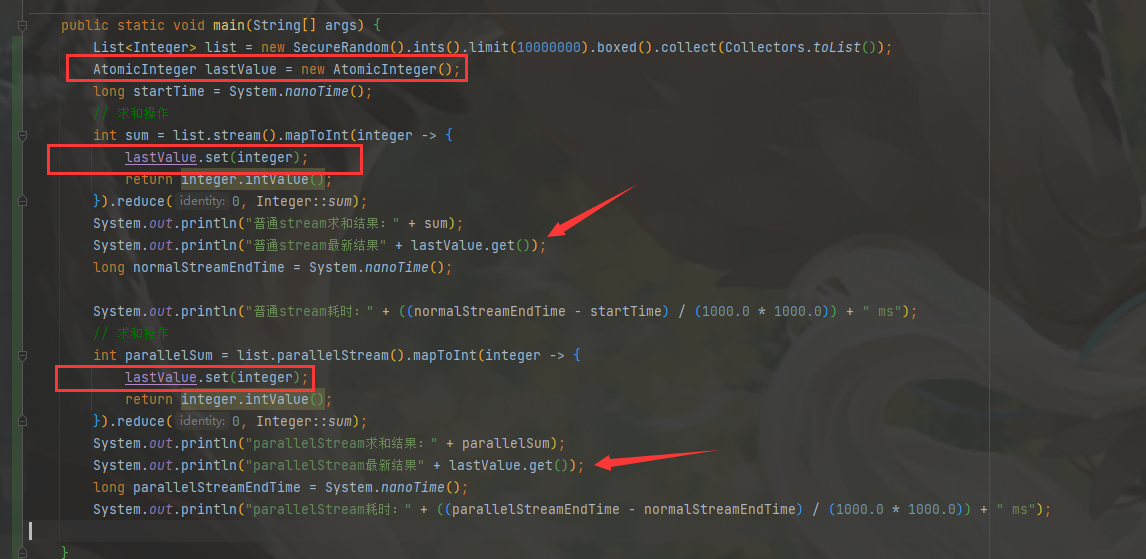 public static void main(String[] args) {
List<Integer> list = new SecureRandom().ints().limit(10000000).boxed().collect(Collectors.toList());
AtomicInteger lastValue = new AtomicInteger();
long startTime = System.nanoTime();
// 求和操作
int sum = list.stream().mapToInt(integer -> {
lastValue.set(integer);
return integer.intValue();
}).reduce( identity: 0, Integer::sum);
System.out.println("普通stream求和结果：" + sum);
System.out.println("普通stream最新结果" + lastValue.get());
long normalStreamEndTime = System.nanoTime();
System.out.println("普通stream耗时：" + ((normalStreamEndTime - startTime) / (1000.0 * 1000.0)) + " ms");
// 求和操作
int parallelSum = list.parallelStream().mapToInt(integer -> {
lastValue.set(integer);
return integer.intValue();
}).reduce( identity: 0, Integer::sum);
System.out.println("parallelStream求和结果：" + parallelSum);
System.out.println("parallelStream最新结果" + lastValue.get());
long parallelStreamEndTime = System.nanoTime();
System.out.println("parallelStream耗时：" + ((parallelStreamEndTime - normalStreamEndTime) / (1000.0 * 1000.0)) + " ms");
}